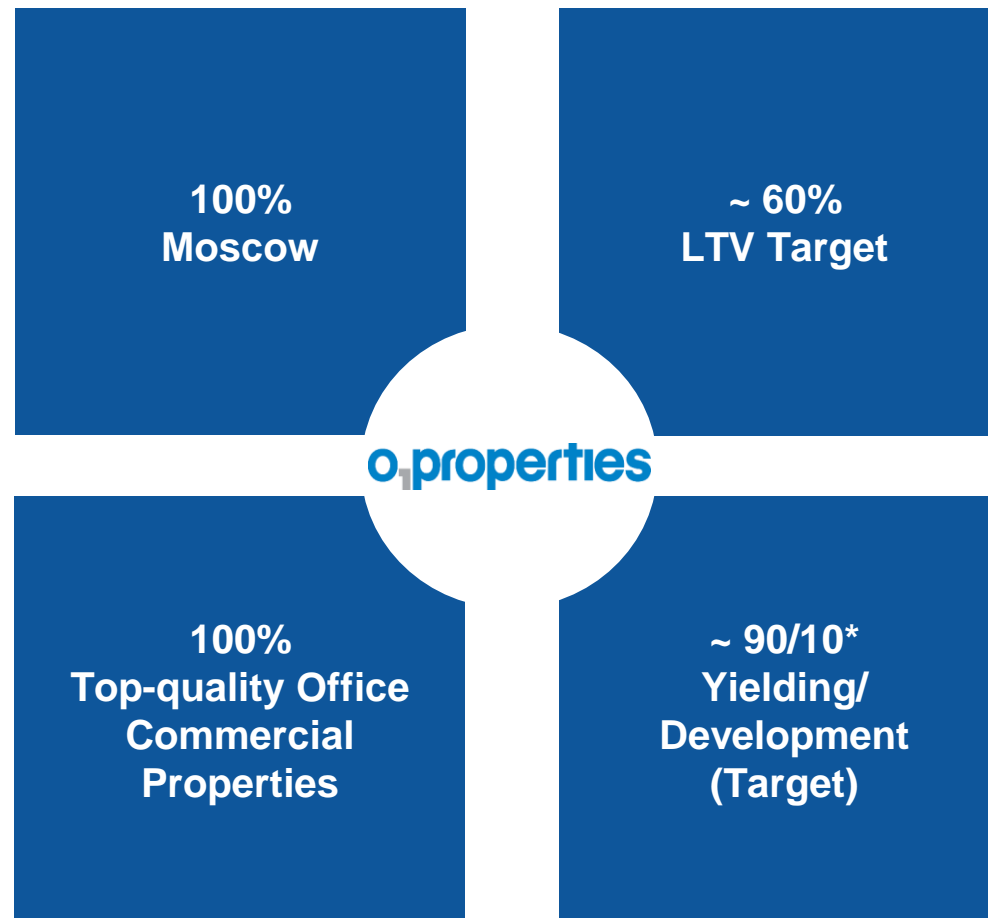 100%
Moscow
~ 60%
LTV Target
o1properties
100%
Top-quality Office
Commercial
Properties
~ 90/10*
Yielding/
Development
(Target)